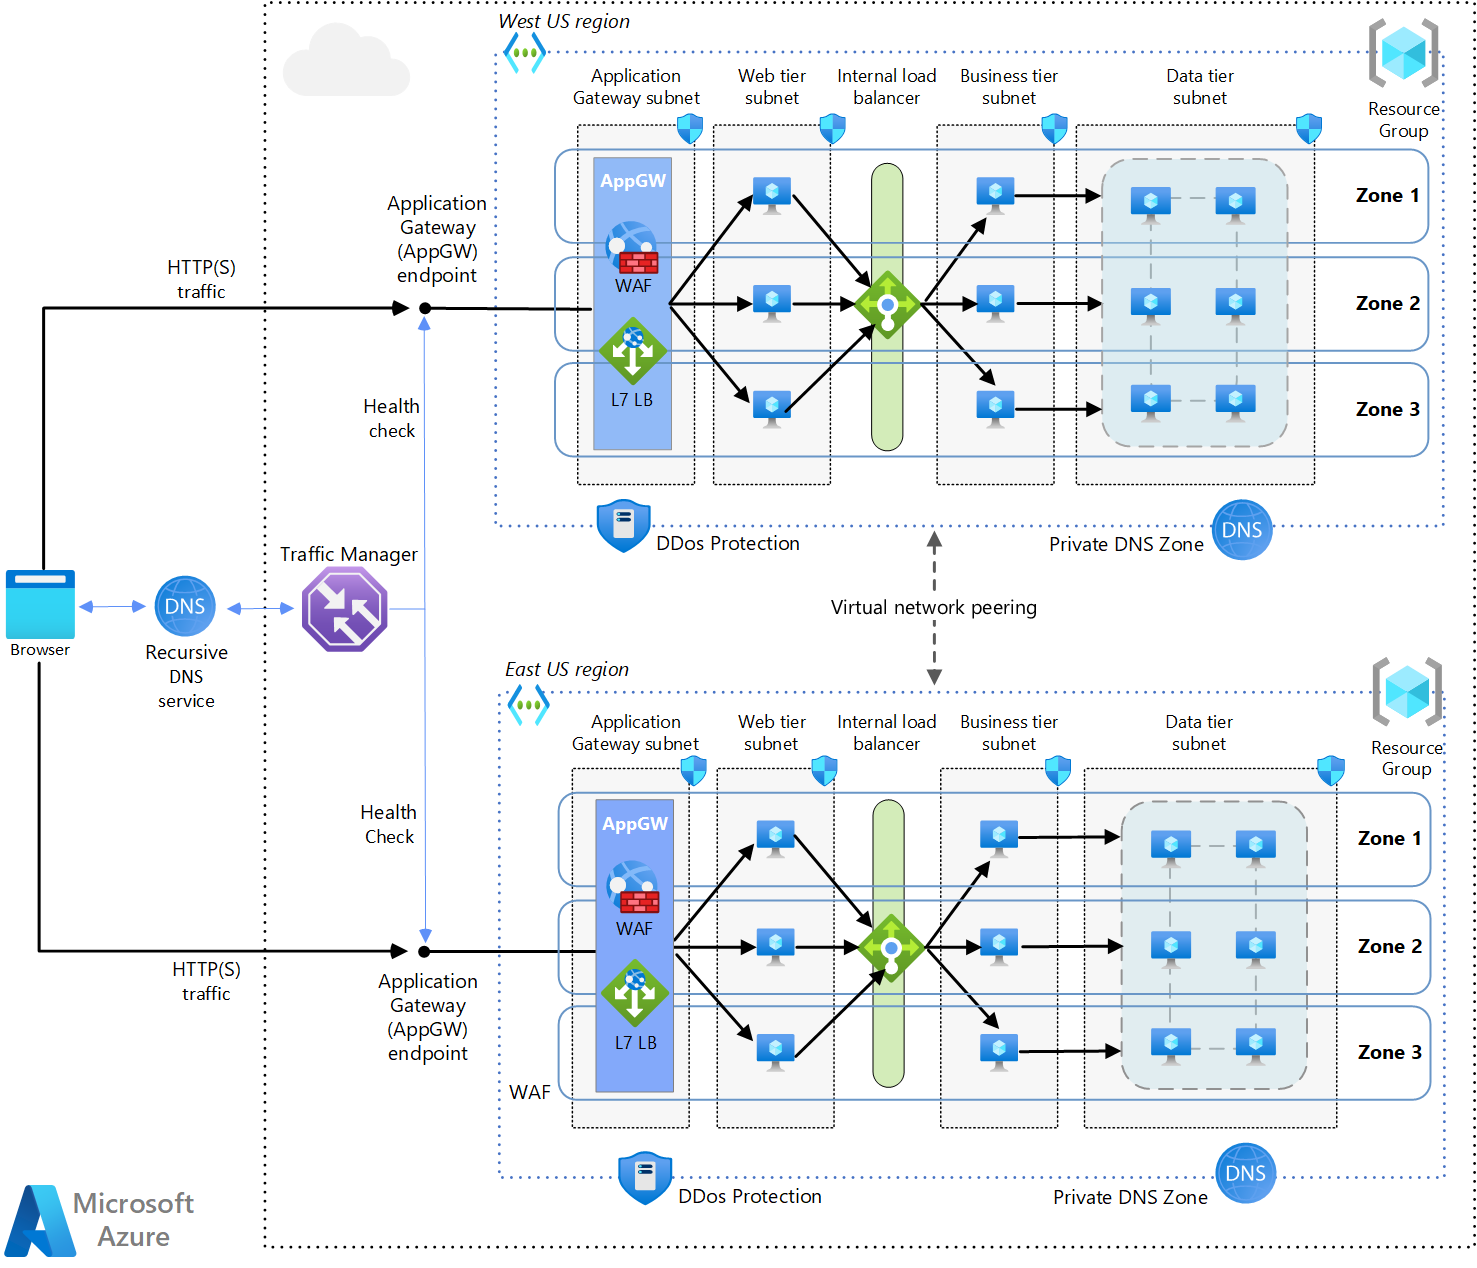 West US region
Application
Gateway subnet
Web tier
subnet
Internal load
balancer
Business tier
subnet
Data tier
subnet
Resource
Group
AppGW
WAF
L7 LB
Zone 1
Zone 2
Zone 3
Application
Gateway
(AppGW)
endpoint
HTTP(S)
traffic
Health
check
DDos Protection
Private DNS Zone
DNS
Traffic Manager
Virtual network peering
Browser
DNS
Recursive
DNS
service
East US region
Application
Gateway subnet
Web tier
subnet
Internal load
balancer
Business tier
subnet
Data tier
subnet
Resource
Group
AppGW
WAF
L7 LB
Zone 1
Zone 2
Zone 3
Health
Check
HTTP(S)
traffic
Application
Gateway
(AppGW)
endpoint
WAF
DDos Protection
Private DNS Zone
DNS
Microsoft
Azure